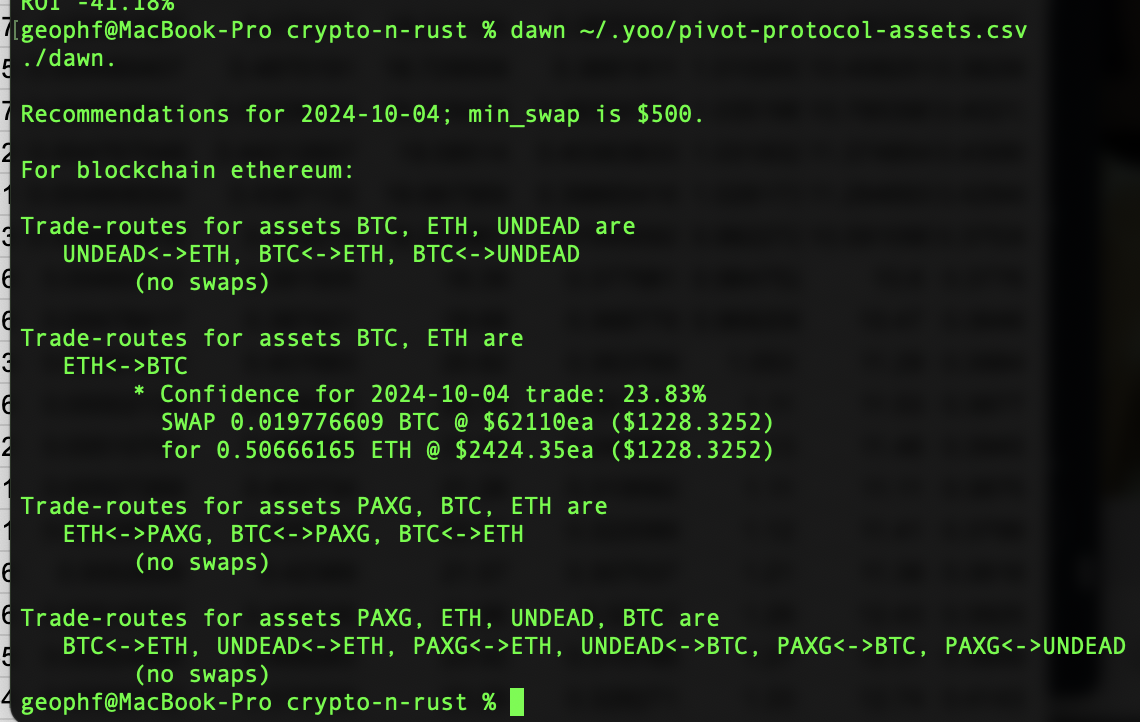 ROI -41.18%
geophf@MacBook-Pro crypto-n-rust % dawn ~/.yoo/pivot-protocol-assets.csv
./dawn.
Recommendations for 2024-10-04; min_swap is $500.
For blockchain ethereum:
Trade-routes for assets BTC, ETH, UNDEAD are
UNDEAD<->ETH, BTC<->ETH, BTC<->UNDEAD
(no swaps)
Trade-routes for assets BTC, ETH are
ETH<->BTC
* Confidence for 2024-10-04 trade: 23.83%
SWAP 0.019776609 BTC @ $62110ea ($1228.3252)
for 0.50666165 ETH @ $2424.35ea ($1228.3252)
Trade-routes for assets PAXG, BTC, ETH are
ETH<->PAXG, BTC<->PAXG, BTC<->ETH
(no swaps)
Trade-routes for assets PAXG, ETH, UNDEAD, BTC are
BTC<->ETH, UNDEAD<->ETH, PAXG<->ETH, UNDEAD<->BTC, PAXG<->BTC, PAXG<->UNDEAD
(no swaps)
geophf@MacBook-Pro crypto-n-rust %